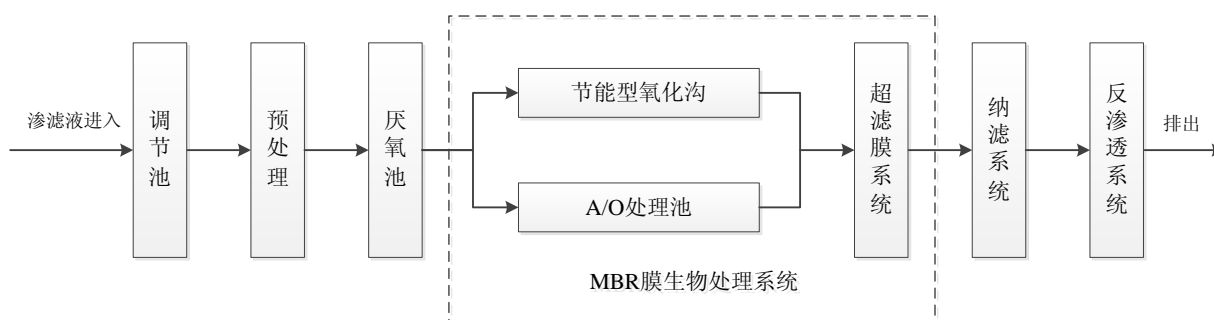 渗滤液进入
调节池
预处理
厌氧池
节能型氧化沟
A/O处理池
超滤膜系统
MBR膜生物处理系统
纳滤系统
反渗透系统
排出